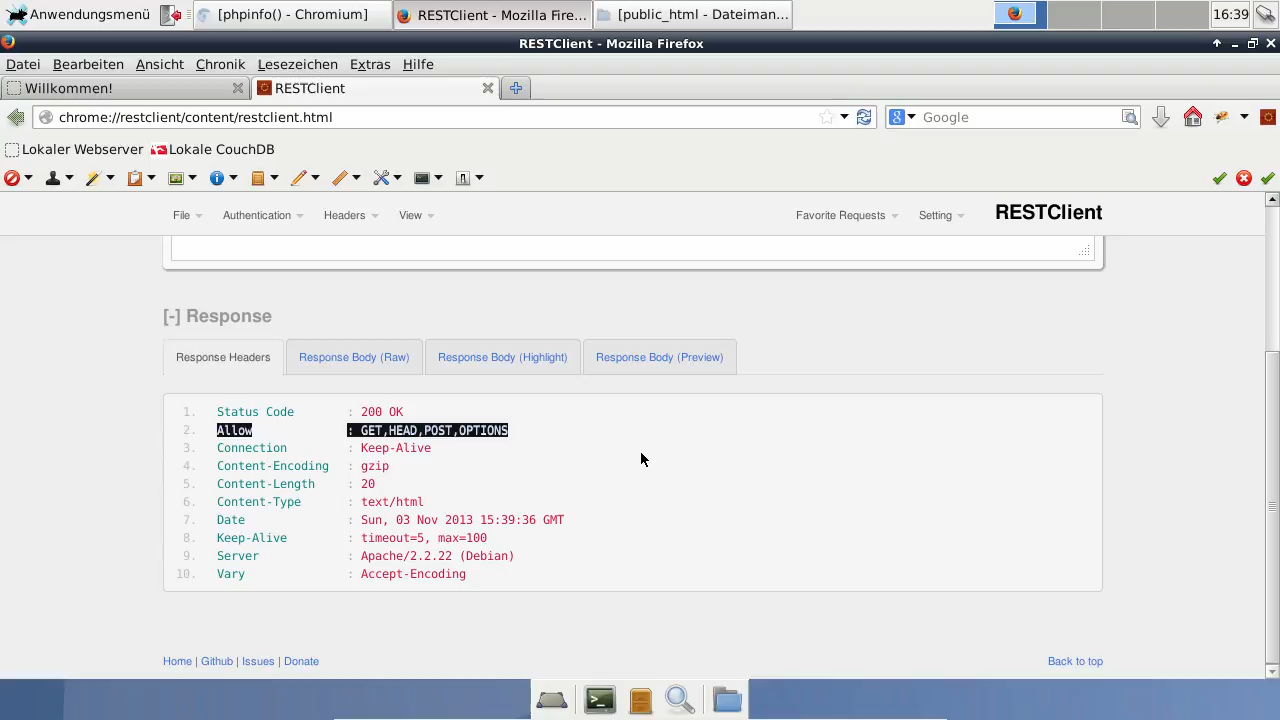 Anwendungsmenü [phpinfo() - Chromium] RESTClient - Mozilla Fire... [public_html - Dateiman... 16:39
RESTClient - Mozilla Firefox
Datei Bearbeiten Ansicht Chronik Lesezeichen Extras Hilfe
Willkommen! RESTClient
chrome://restclient/content/restclient.html Google
Lokaler Webserver Lokale CouchDB
File Authentication Headers View Favorite Requests Setting RESTClient
[-] Response
Response Headers Response Body (Raw) Response Body (Highlight) Response Body (Preview)
1. Status Code : 200 OK
2. Allow : GET,HEAD,POST,OPTIONS
3. Connection : Keep-Alive
4. Content-Encoding : gzip
5. Content-Length : 20
6. Content-Type : text/html
7. Date : Sun, 03 Nov 2013 15:39:36 GMT
8. Keep-Alive : timeout=5, max=100
9. Server : Apache/2.2.22 (Debian)
10. Vary : Accept-Encoding
Home | Github | Issues | Donate Back to top